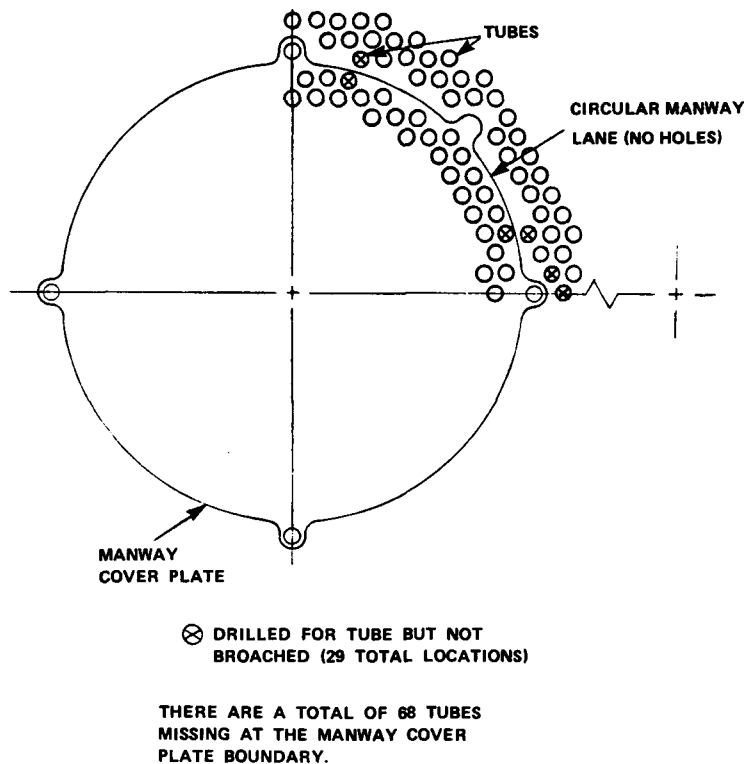 TUBES
CIRCULAR MANWAY
LANE (NO HOLES)
MANWAY
COVER PLATE
DRILLED FOR TUBE BUT NOT
BROACHED (29 TOTAL LOCATIONS)
THERE ARE A TOTAL OF 68 TUBES
MISSING AT THE MANWAY COVER
PLATE BOUNDARY.